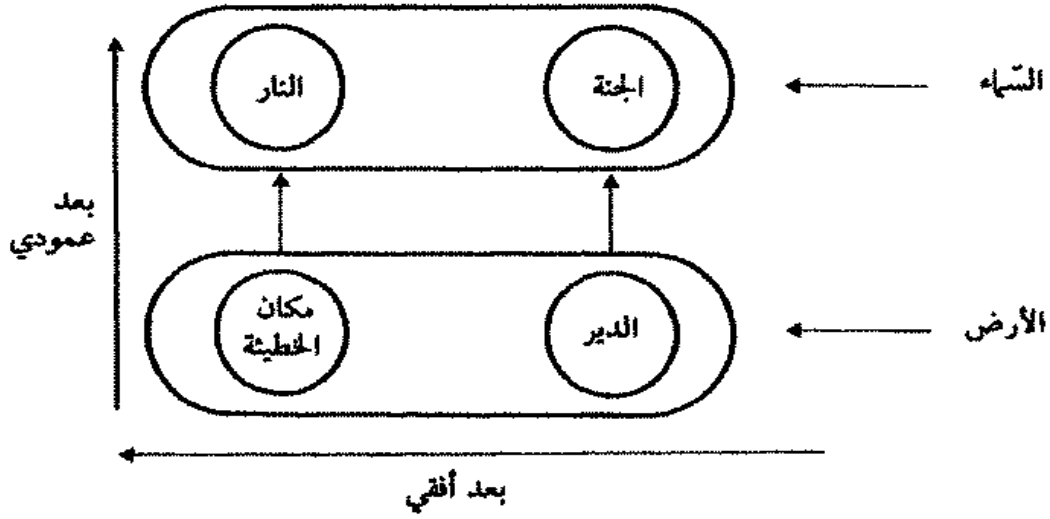 السّماء
الجنة
النار
بعد
عمودي
الأرض
الدير
مكان
الخطيئة
بعد أفقي